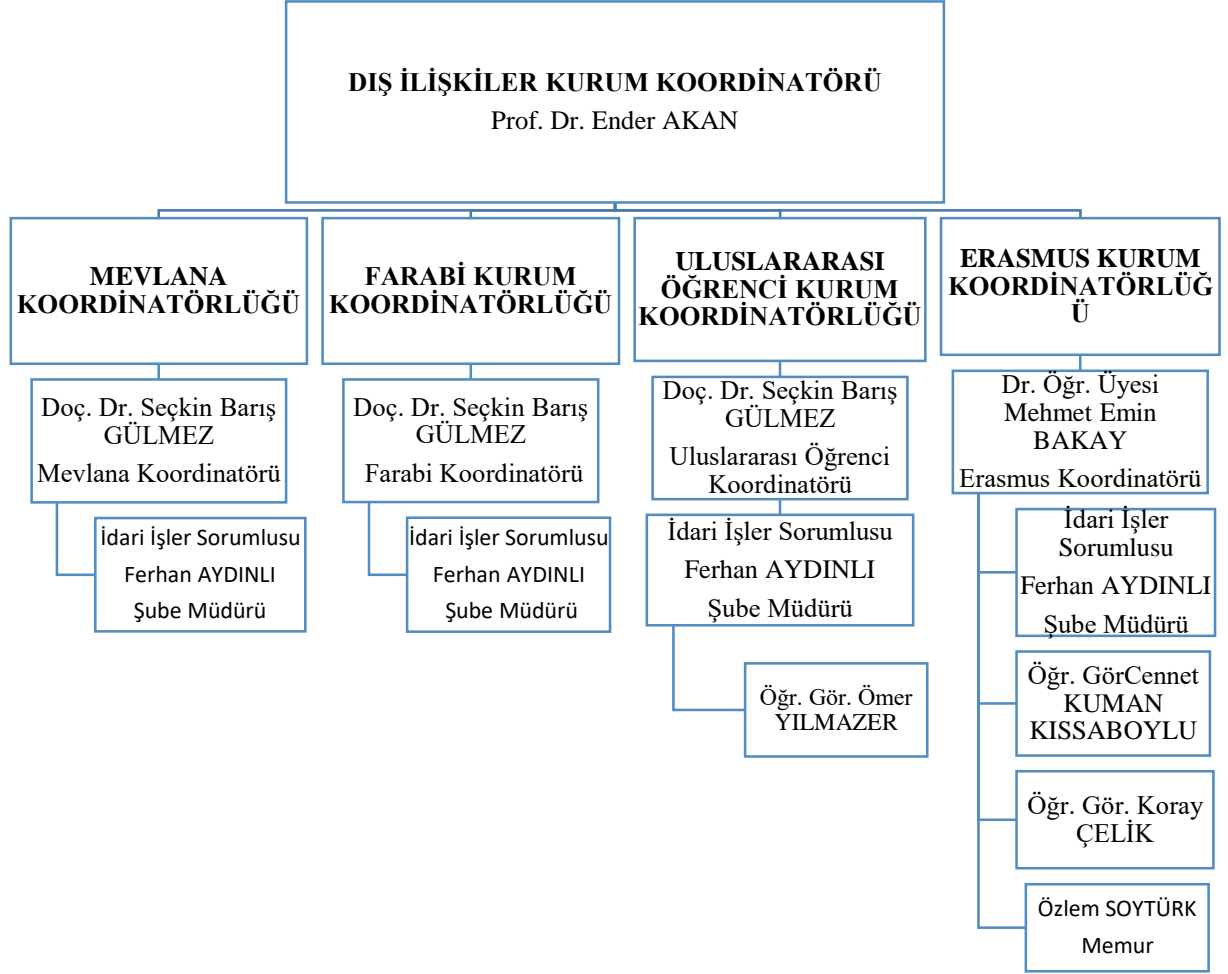 DIŞ İLİŞKİLER KURUM KOORDİNATÖRÜ
Prof. Dr. Ender AKAN
MEVLANA
KOORDİNATÖRLÜĞÜ
FARABİ KURUM
KOORDİNATÖRLÜĞÜ
ULUSLARARASI
ÖĞRENCİ KURUM
KOORDİNATÖRLÜĞÜ
ERASMUS KURUM
KOORDİNATÖRLÜĞ
Ü
Doç. Dr. Seçkin Barış
GÜLMEZ
Mevlana Koordinatörü
İdari İşler Sorumlusu
Ferhan AYDINLI
Şube Müdürü
Doç. Dr. Seçkin Barış
GÜLMEZ
Farabi Koordinatörü
İdari İşler Sorumlusu
Ferhan AYDINLI
Şube Müdürü
Doç. Dr. Seçkin Barış
GÜLMEZ
Uluslararası Öğrenci
Koordinatörü
İdari İşler Sorumlusu
Ferhan AYDINLI
Şube Müdürü
Öğr. Gör. Ömer
YILMAZER
Dr. Öğr. Üyesi
Mehmet Emin
BAKAY
Erasmus Koordinatörü
İdari İşler
Sorumlusu
Ferhan AYDINLI
Şube Müdürü
Öğr. GörCennet
KUMAN
KISSABOYLU
Öğr. Gör. Koray
ÇELİK
Özlem SOYTÜRK
Memur